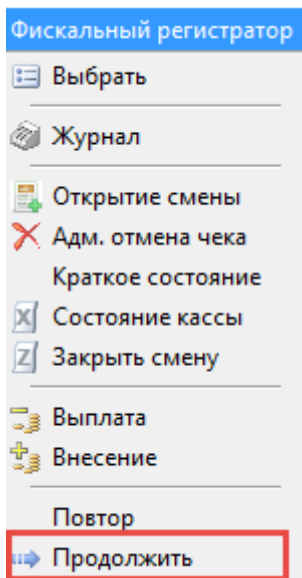 Фискальный регистратор
Выбрать
Журнал
Открытие смены
Адм. отмена чека
Краткое состояние
Состояние кассы
Закрыть смену
Выплата
Внесение
Повтор
Продолжить